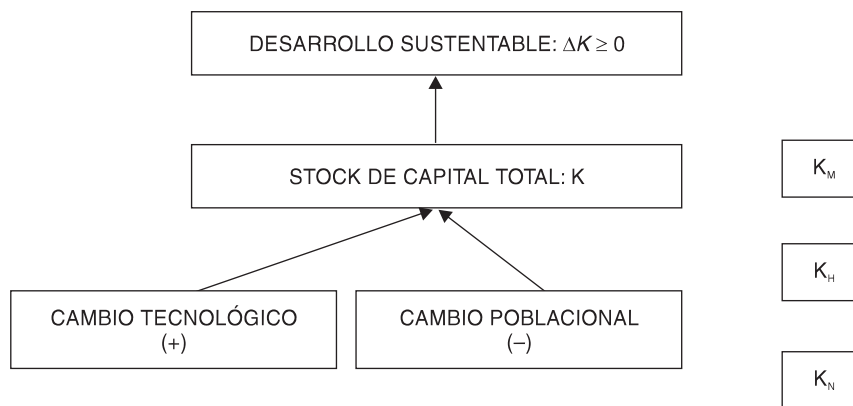 DESARROLLO SUSTENTABLE: ΔK ≥ 0
STOCK DE CAPITAL TOTAL: K
CAMBIO TECNOLÓGICO
(+)
CAMBIO POBLACIONAL
(–)
K_M
K_H
K_N